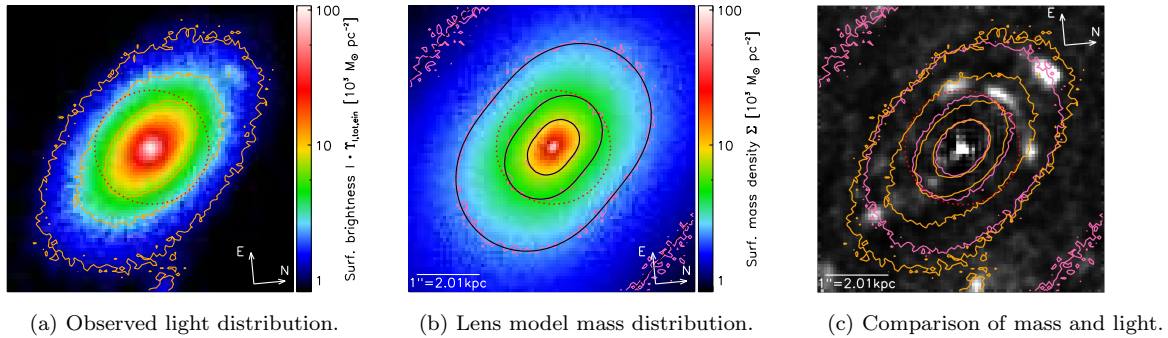 100
10
1
Surf. brightness I • ϒI,tot,ein [10³ M⊙ pc⁻²]
E
N
100
10
1
Surf. mass density Σ [10³ M⊙ pc⁻²]
E
N
1''=2.01kpc
E
N
1''=2.01kpc
(a) Observed light distribution.
(b) Lens model mass distribution.
(c) Comparison of mass and light.